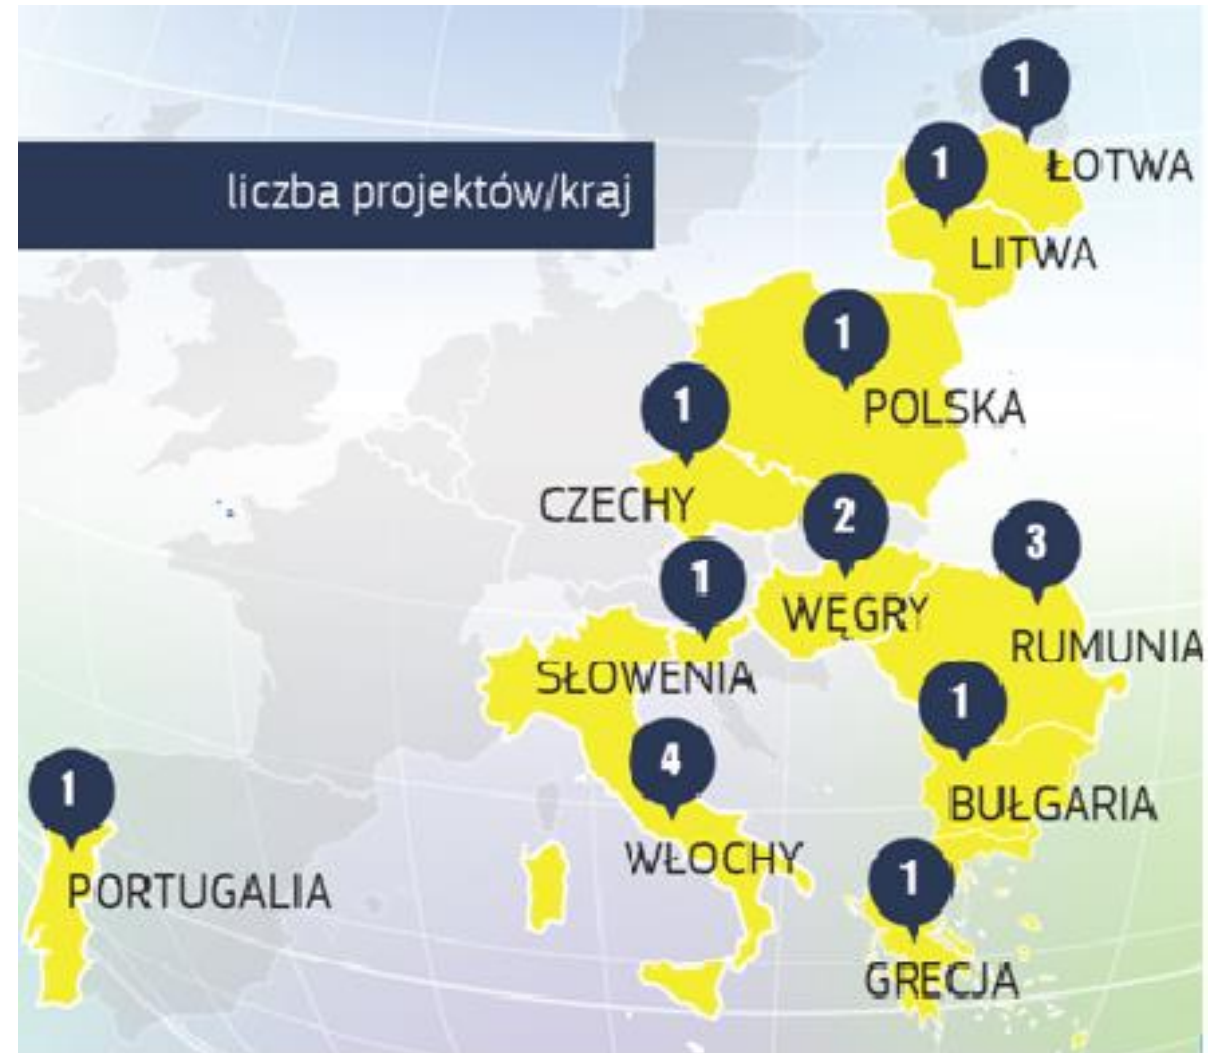 1
1
ŁOTWA
liczba projektów/kraj
LITWA
1
POLSKA
1
CZECHY
2
3
1
WĘGRY
RUMUNIA
SŁOWENIA
1
4
1
BUŁGARIA
WŁOCHY
1
PORTUGALIA
GRECJA